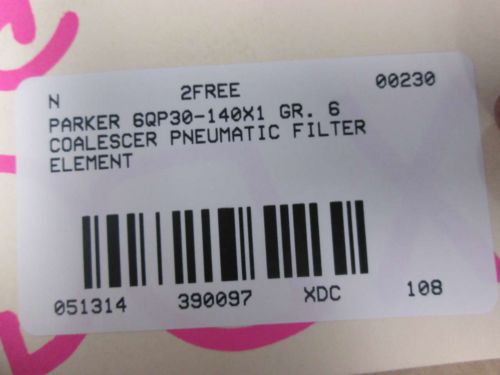 N 2FREE 00230
PARKER 6QP30-140X1 GR. 6
COALESCER PNEUMATIC FILTER
ELEMENT
051314 390097 XDC 108